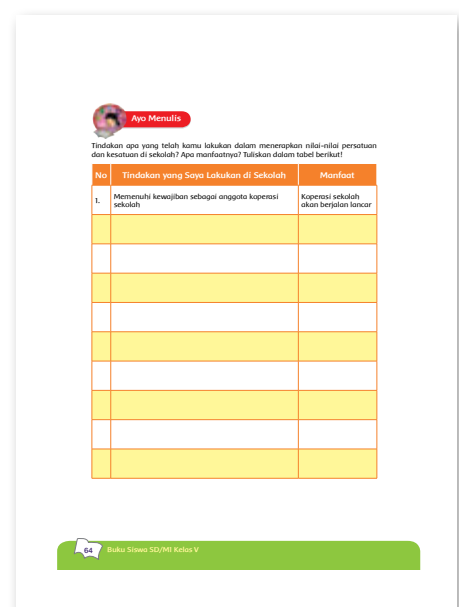 Ayo Menulis
Tindakan apa yang telah kamu lakukan dalam menerapkan nilai-nilai persatuan
dan kesatuan di sekolah? Apa manfaatnya? Tuliskan dalam tabel berikut!
No Tindakan yang Saya Lakukan di Sekolah Manfaat
1. Memenuhi kewajiban sebagai anggota koperasi Koperasi sekolah
sekolah akan berjalan lancar
64 Buku Siswa SD/MI Kelas V